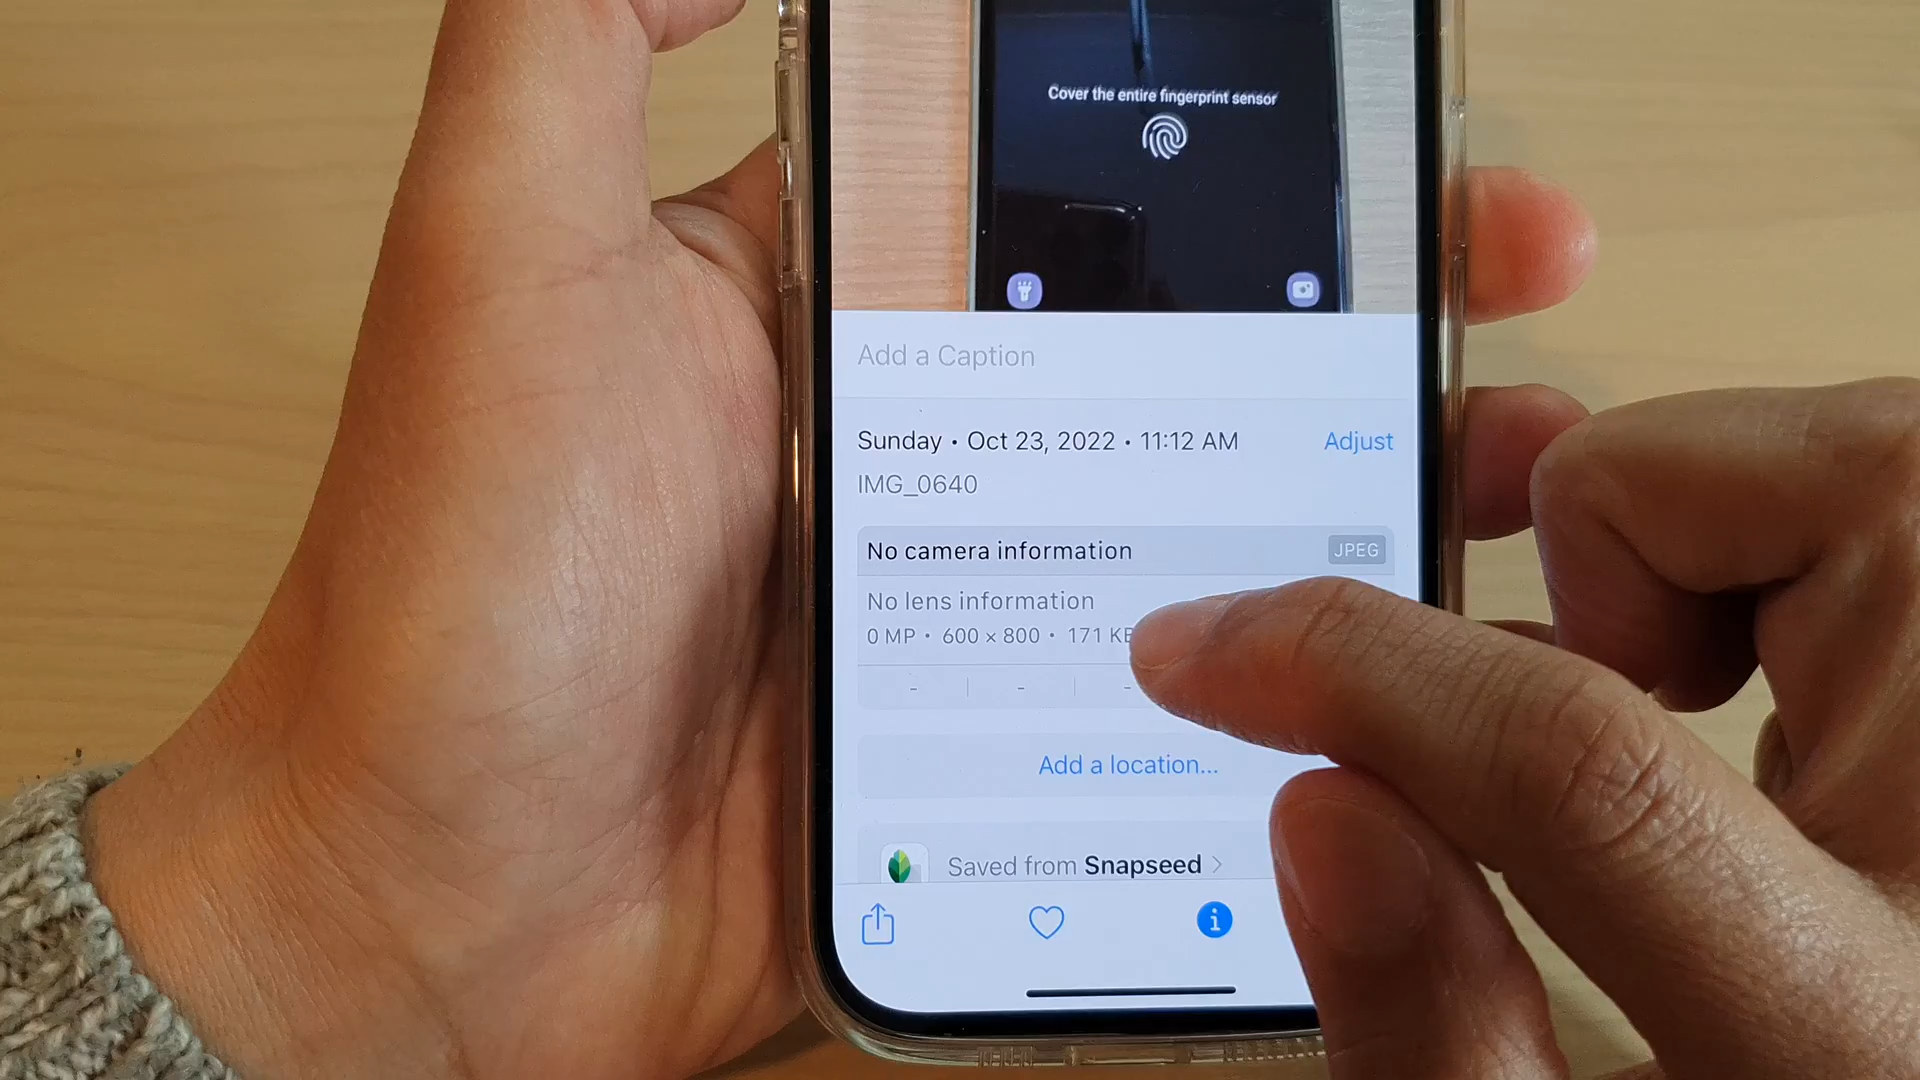 Cover the entire fingerprint sensor
Add a Caption
Sunday • Oct 23, 2022 • 11:12 AM
Adjust
IMG_0640
No camera information
JPEG
No lens information
0 MP • 600 × 800 • 171 KB
- - -
Add a location...
Saved from Snapseed >